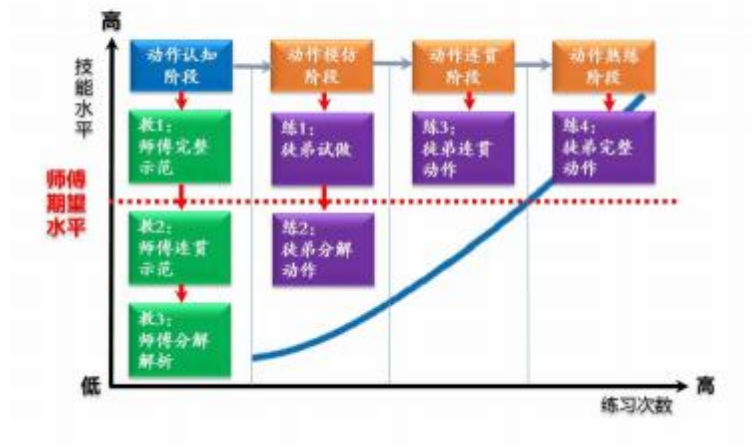 高
技能水平
动作认知
阶段
动作模仿
阶段
动作连贯
阶段
动作熟练
阶段
教1：
师傅完整
示范
练1：
徒弟试做
练3：
徒弟连贯
动作
练4：
徒弟完整
动作
师傅
期望
水平
教2：
师傅连贯
示范
练2：
徒弟分解
动作
教3：
师傅分解
解析
低
高
练习次数